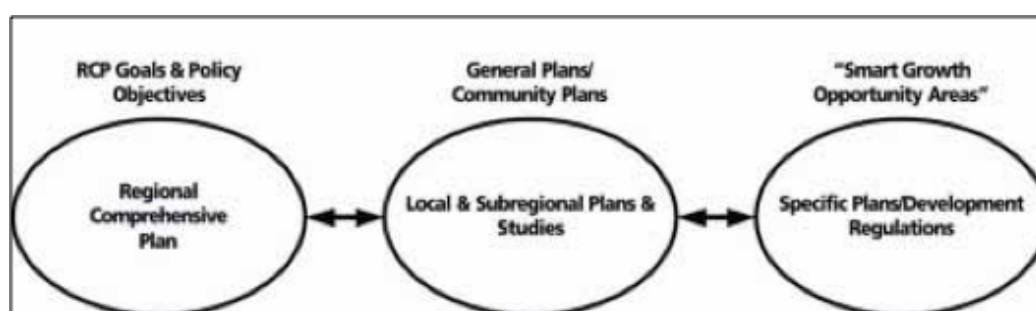 RCP Goals & Policy
Objectives
General Plans/
Community Plans
"Smart Growth
Opportunity Areas"
Regional
Comprehensive
Plan
Local & Subregional Plans &
Studies
Specific Plans/Development
Regulations